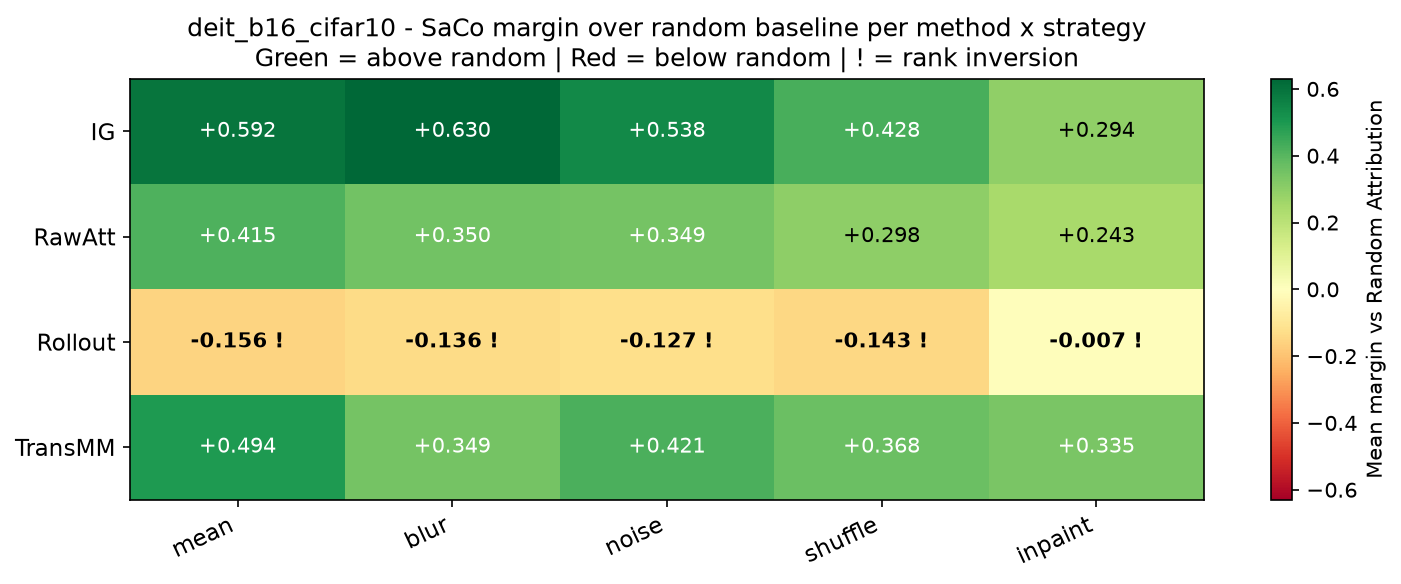 deit_b16_cifar10 - SaCo margin over random baseline per method x strategy
Green = above random | Red = below random | ! = rank inversion
IG +0.592 +0.630 +0.538 +0.428 +0.294
RawAtt +0.415 +0.350 +0.349 +0.298 +0.243
Rollout -0.156 ! -0.136 ! -0.127 ! -0.143 ! -0.007 !
TransMM +0.494 +0.349 +0.421 +0.368 +0.335
mean blur noise shuffle inpaint
0.6
0.4
0.2
0.0
−0.2
−0.4
−0.6
Mean margin vs Random Attribution